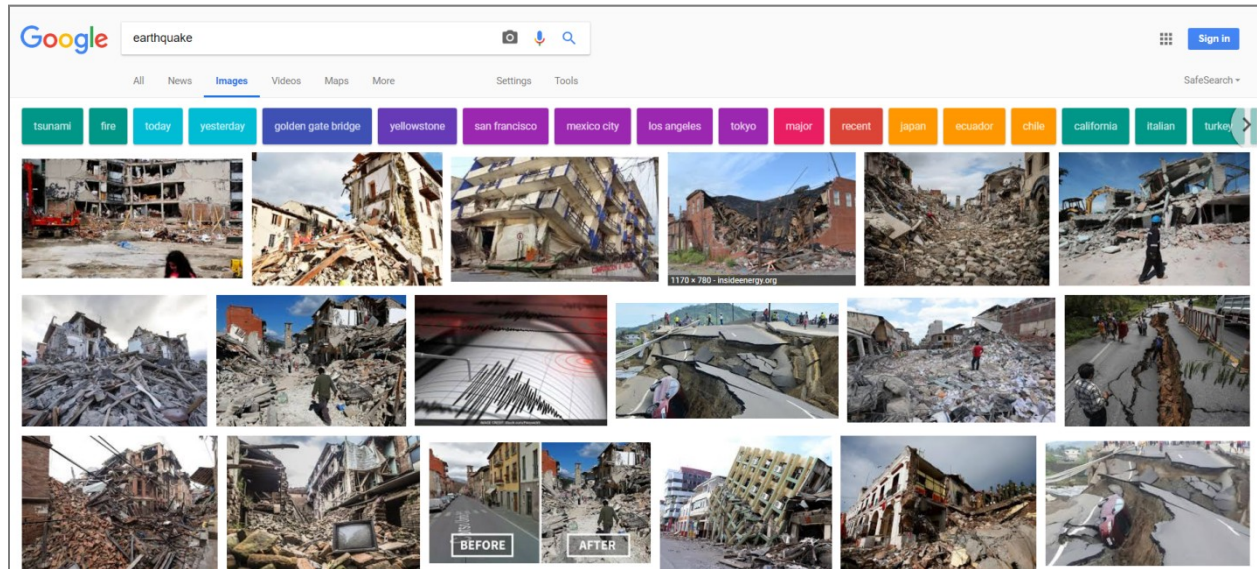 Google earthquake Sign in
All News Images Videos Maps More Settings Tools SafeSearch
tsunami fire today yesterday golden gate bridge yellowstone san francisco mexico city los angeles tokyo major recent japan ecuador chile california italian turkey
1170 × 780 - insideenergy.org
BEFORE AFTER